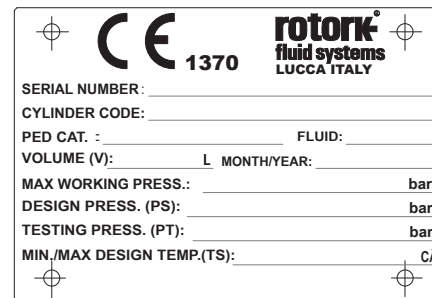 CE 1370
rotork®
fluid systems
LUCCA ITALY
SERIAL NUMBER:
CYLINDER CODE:
PED CAT. : FLUID:
VOLUME (V): L MONTH/YEAR:
MAX WORKING PRESS.: bar
DESIGN PRESS. (PS): bar
TESTING PRESS. (PT): bar
MIN./MAX DESIGN TEMP.(TS):